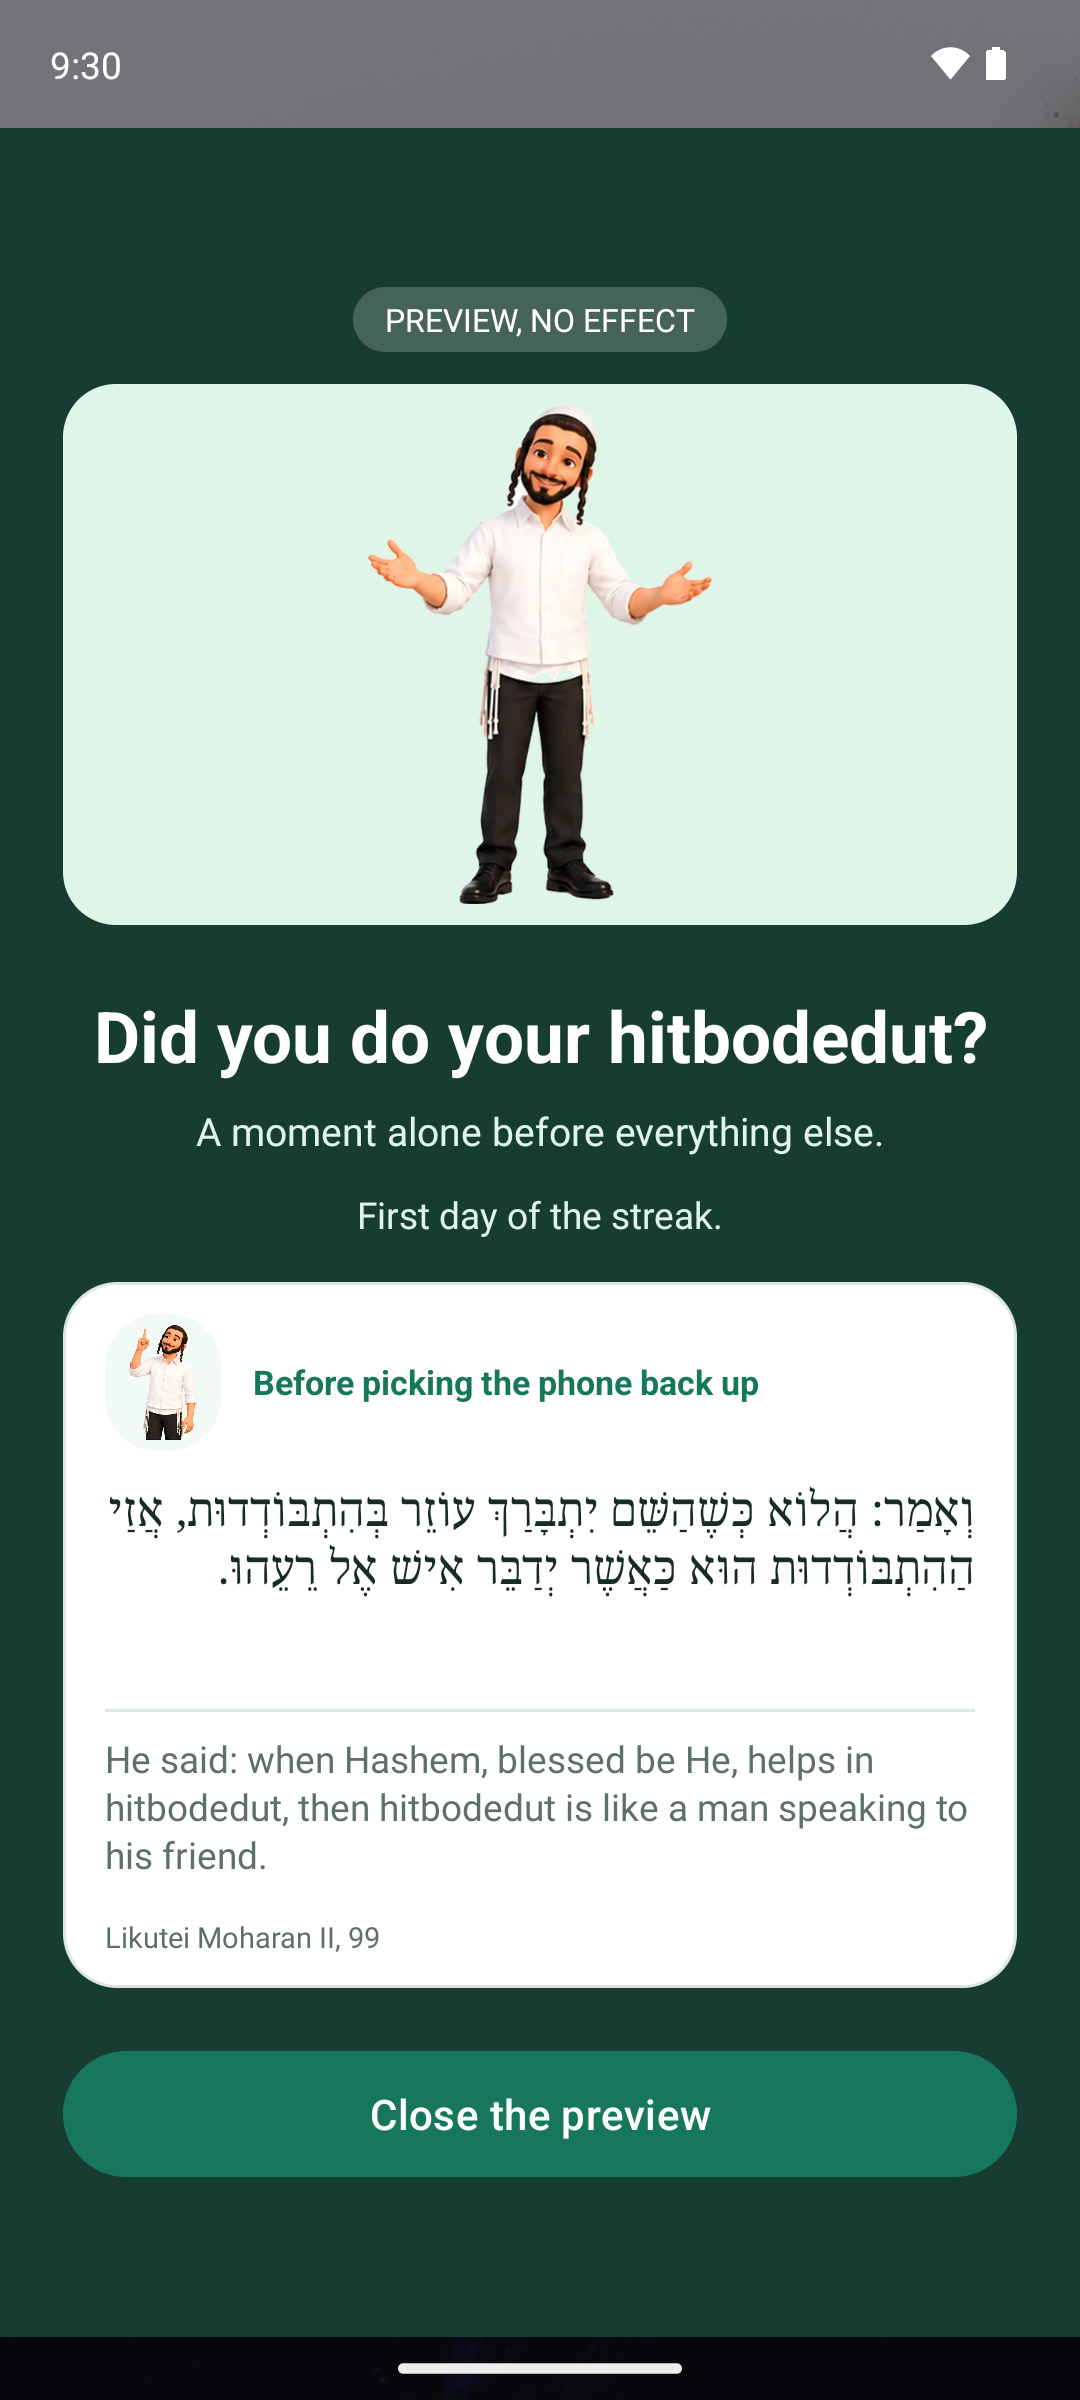 9:30
PREVIEW, NO EFFECT
Did you do your hitbodedut?
A moment alone before everything else.
First day of the streak.
Before picking the phone back up
וְאָמַר: הֲלוֹא כְּשֶׁהַשֵּׁם יִתְבָּרַךְ עוֹזֵר בְּהִתְבּוֹדְדוּת, אֲזַי
הַהִתְבּוֹדְדוּת הוּא כַּאֲשֶׁר יְדַבֵּר אִישׁ אֶל רֵעֵהוּ.
He said: when Hashem, blessed be He, helps in
hitbodedut, then hitbodedut is like a man speaking to
his friend.
Likutei Moharan II, 99
Close the preview